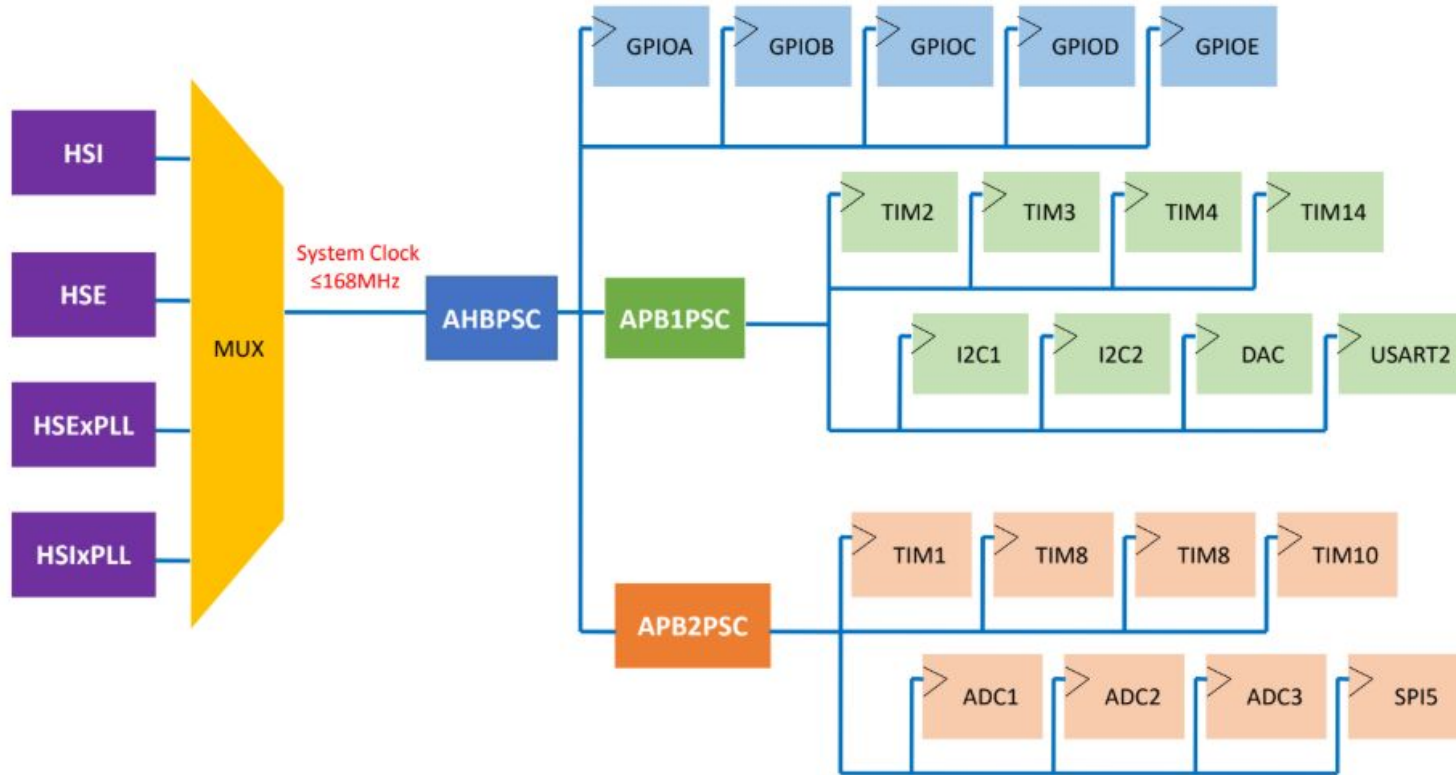 GPIOA
GPIOB
GPIOC
GPIOD
GPIOE
HSI
HSE
HSExPLL
HSIxPLL
MUX
System Clock
≤168MHz
AHBPSC
APB1PSC
TIM2
TIM3
TIM4
TIM14
I2C1
I2C2
DAC
USART2
APB2PSC
TIM1
TIM8
TIM8
TIM10
ADC1
ADC2
ADC3
SPI5